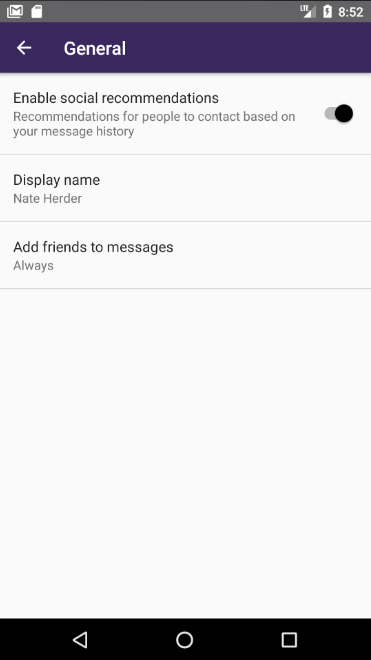 LTE 8:52
General
Enable social recommendations
Recommendations for people to contact based on
your message history
Display name
Nate Herder
Add friends to messages
Always